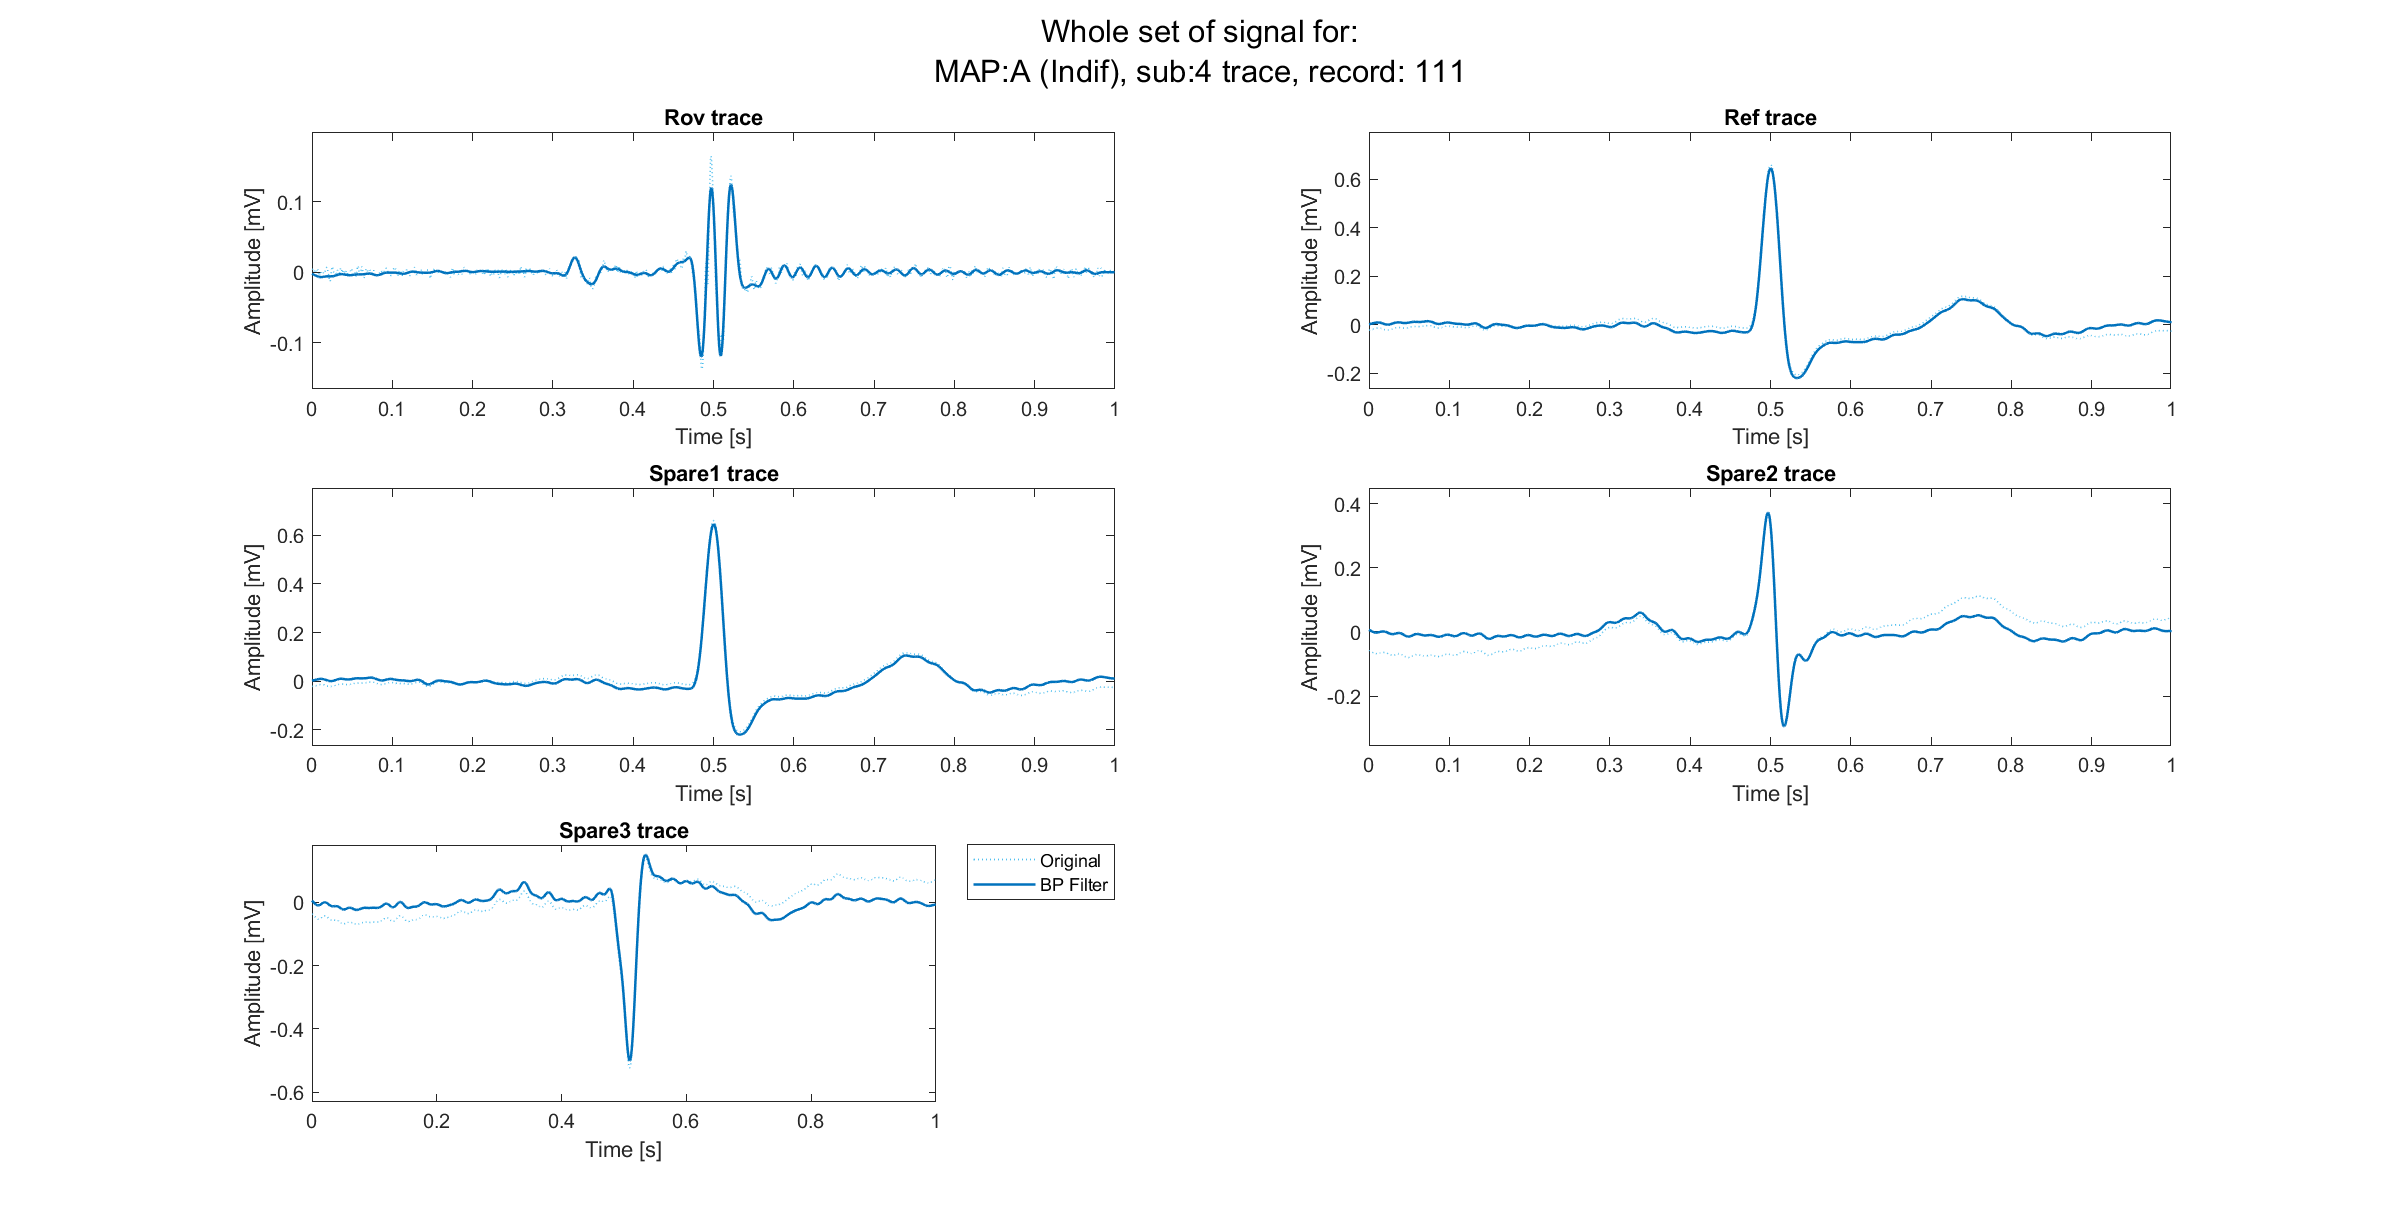 Whole set of signal for:
MAP:A (Indif), sub:4 trace, record: 111
Rov trace
Amplitude [mV]
0.1
0
-0.1
0 0.1 0.2 0.3 0.4 0.5 0.6 0.7 0.8 0.9 1
Time [s]
Ref trace
Amplitude [mV]
0.6
0.4
0.2
0
-0.2
0 0.1 0.2 0.3 0.4 0.5 0.6 0.7 0.8 0.9 1
Time [s]
Spare1 trace
Amplitude [mV]
0.6
0.4
0.2
0
-0.2
0 0.1 0.2 0.3 0.4 0.5 0.6 0.7 0.8 0.9 1
Time [s]
Spare2 trace
Amplitude [mV]
0.4
0.2
0
-0.2
0 0.1 0.2 0.3 0.4 0.5 0.6 0.7 0.8 0.9 1
Time [s]
Spare3 trace
Amplitude [mV]
0
-0.2
-0.4
-0.6
0 0.2 0.4 0.6 0.8 1
Time [s]
Original
BP Filter